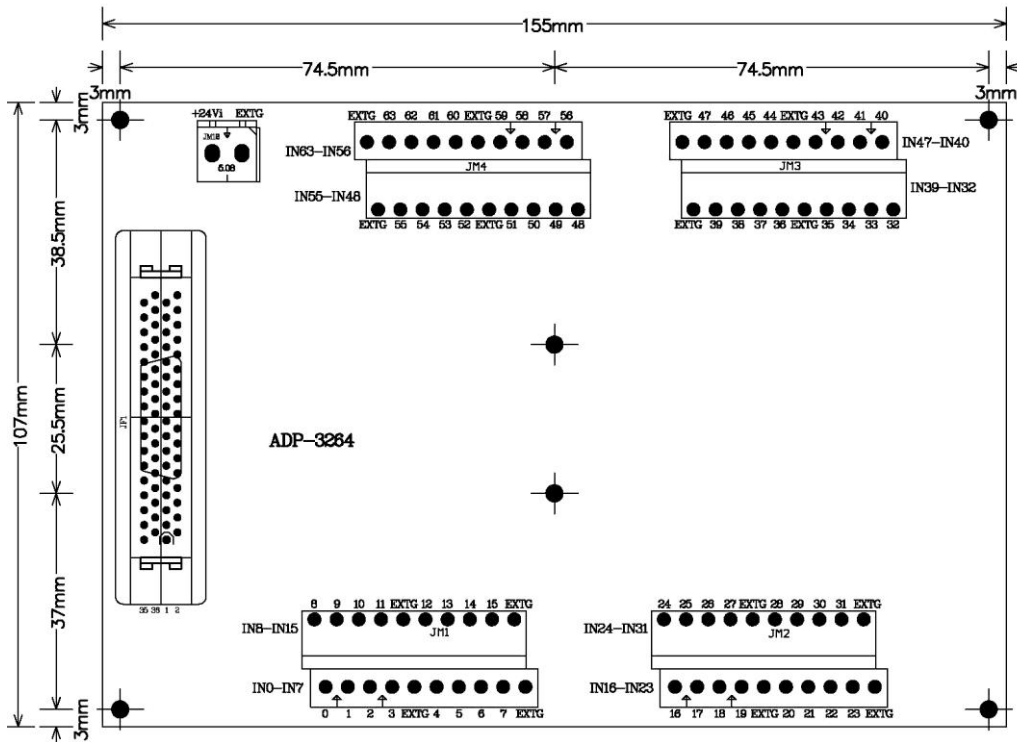 155mm
74.5mm 74.5mm
3mm 3mm
3mm
+24Vi EXTG
JM12
5.08
EXTG 63 62 61 60 EXTG 59 58 57 56
IN63-IN56
JM4
IN55-IN48
EXTG 55 54 53 52 EXTG 51 50 49 48
EXTG 47 46 45 44 EXTG 43 42 41 40
IN47-IN40
JM3
IN39-IN32
EXTG 39 38 37 36 EXTG 35 34 33 32
38.5mm
107mm
25.5mm
JP1
ADP-3264
37mm
35 36 1 2
8 9 10 11 EXTG 12 13 14 15 EXTG
IN8-IN15
JM1
IN0-IN7
0 1 2 3 EXTG 4 5 6 7 EXTG
24 25 26 27 EXTG 28 29 30 31 EXTG
IN24-IN31
JM2
IN16-IN23
16 17 18 19 EXTG 20 21 22 23 EXTG
3mm